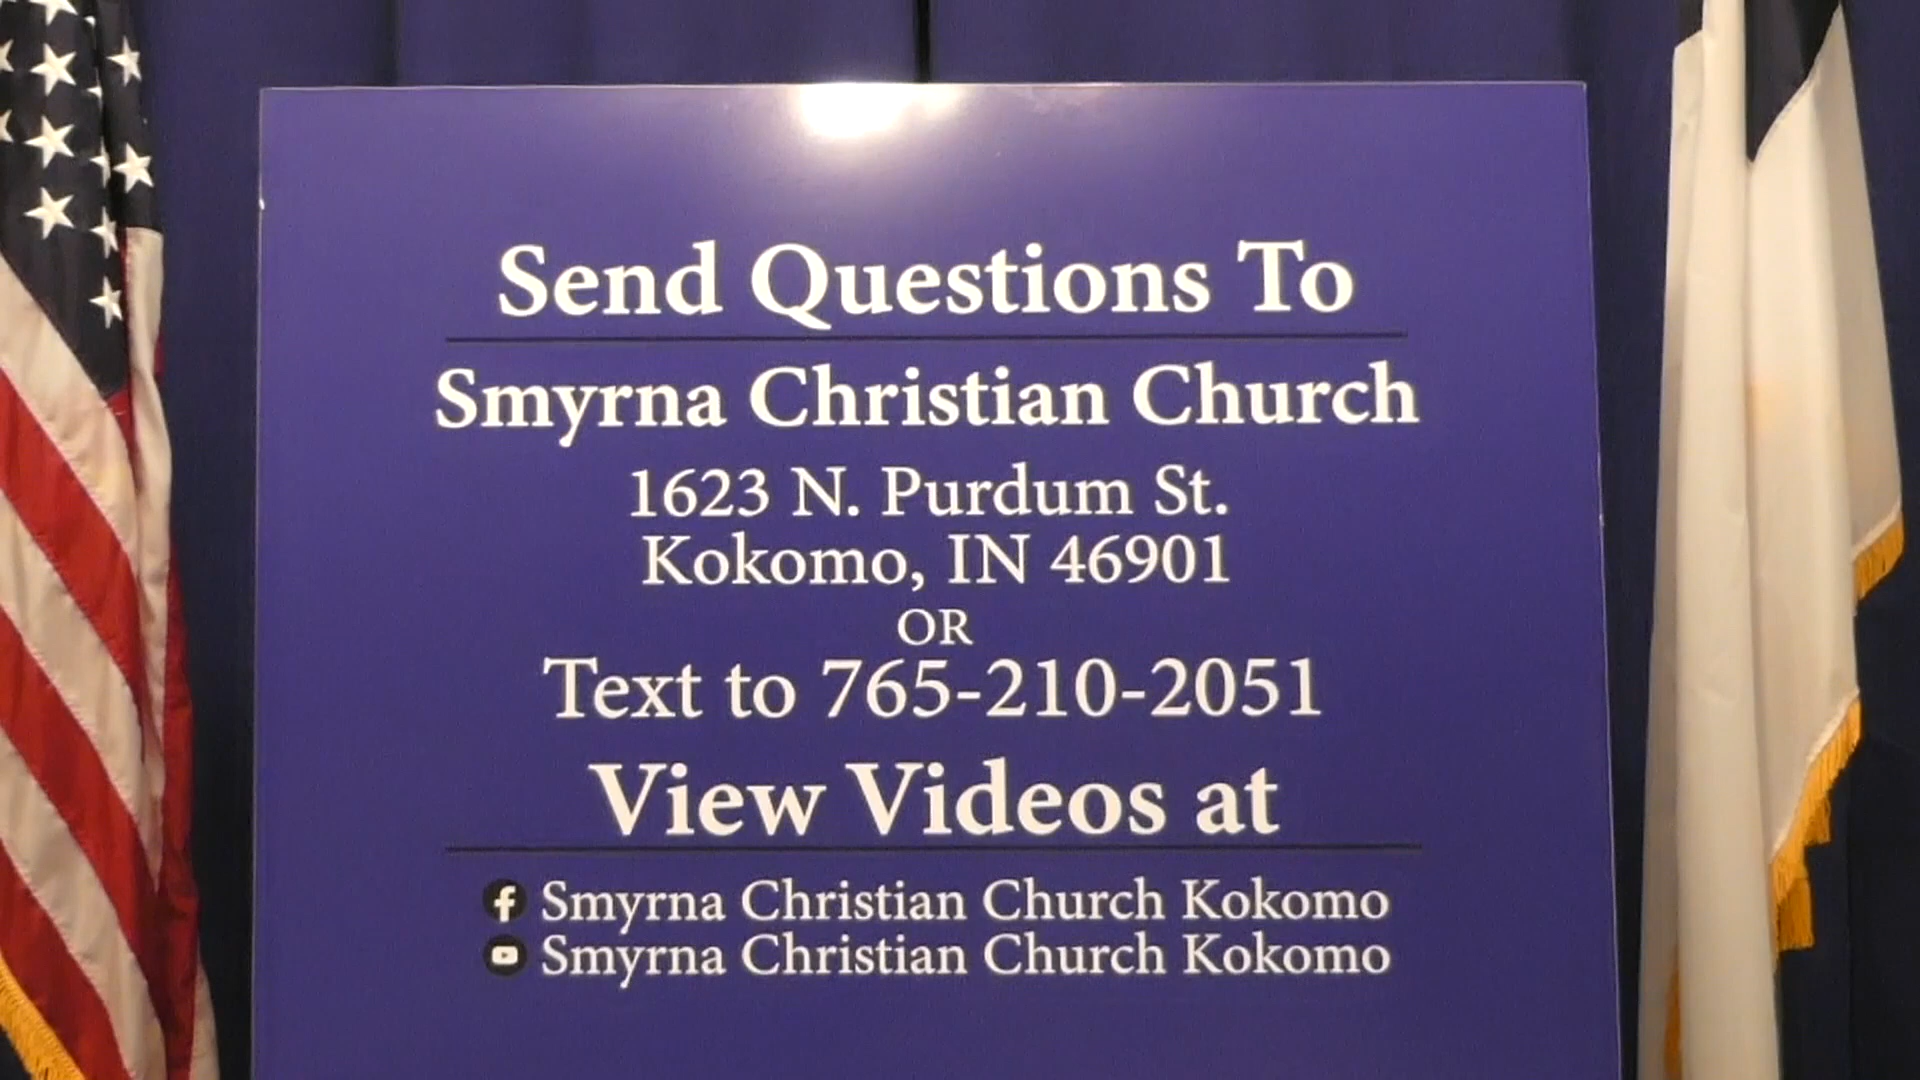 Send Questions To
Smyrna Christian Church
1623 N. Purdum St.
Kokomo, IN 46901
OR
Text to 765-210-2051
View Videos at
Smyrna Christian Church Kokomo
Smyrna Christian Church Kokomo